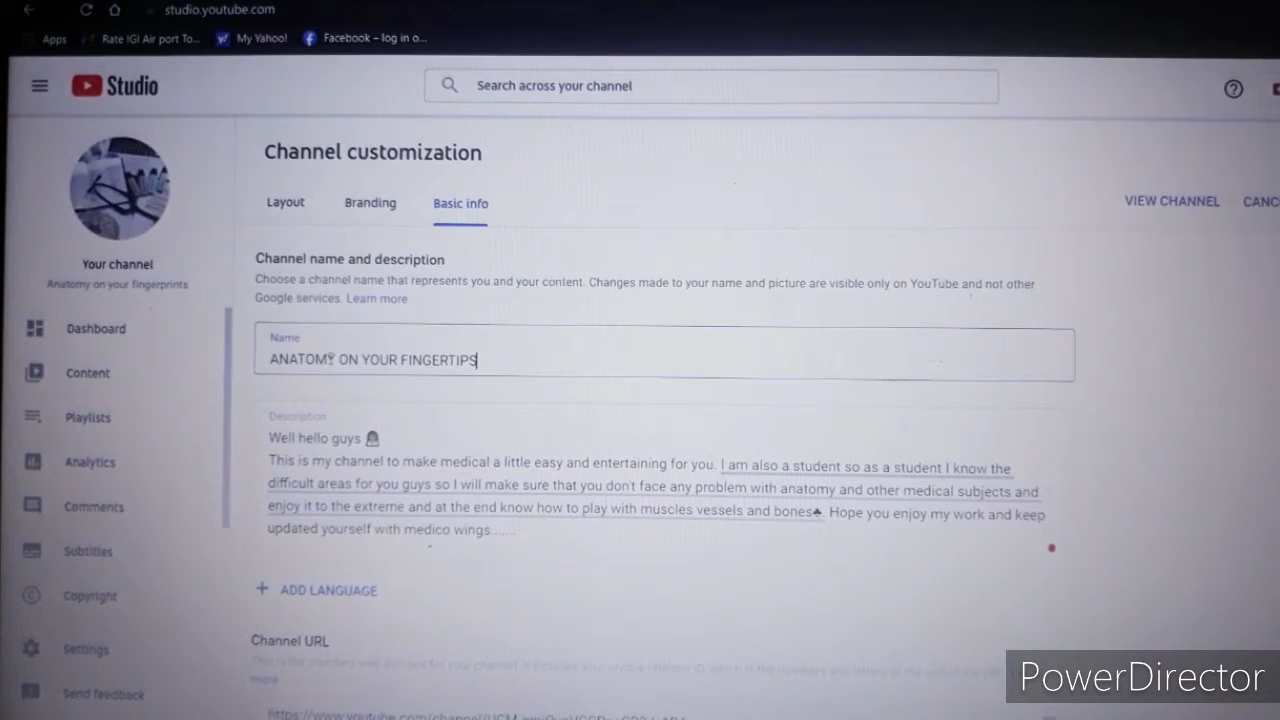 studio.youtube.com
Apps
Rate IGI Air port To...
My Yahoo!
Facebook – log in o...
Studio
Search across your channel
Channel customization
Layout
Branding
Basic info
VIEW CHANNEL
CANC
Your channel
Anatomy on your fingerprints
Channel name and description
Choose a channel name that represents you and your content. Changes made to your name and picture are visible only on YouTube and not other
Google services. Learn more
Name
ANATOMY ON YOUR FINGERTIPS
Description
Well hello guys
This is my channel to make medical a little easy and entertaining for you. I am also a student so as a student I know the
difficult areas for you guys so I will make sure that you don't face any problem with anatomy and other medical subjects and
enjoy it to the extreme and at the end know how to play with muscles vessels and bones♣. Hope you enjoy my work and keep
updated yourself with medico wings.......
ADD LANGUAGE
Dashboard
Content
Playlists
Analytics
Comments
Subtitles
Copyright
Settings
Send feedback
Channel URL
more
https://www.youtube.com/channel/
PowerDirector